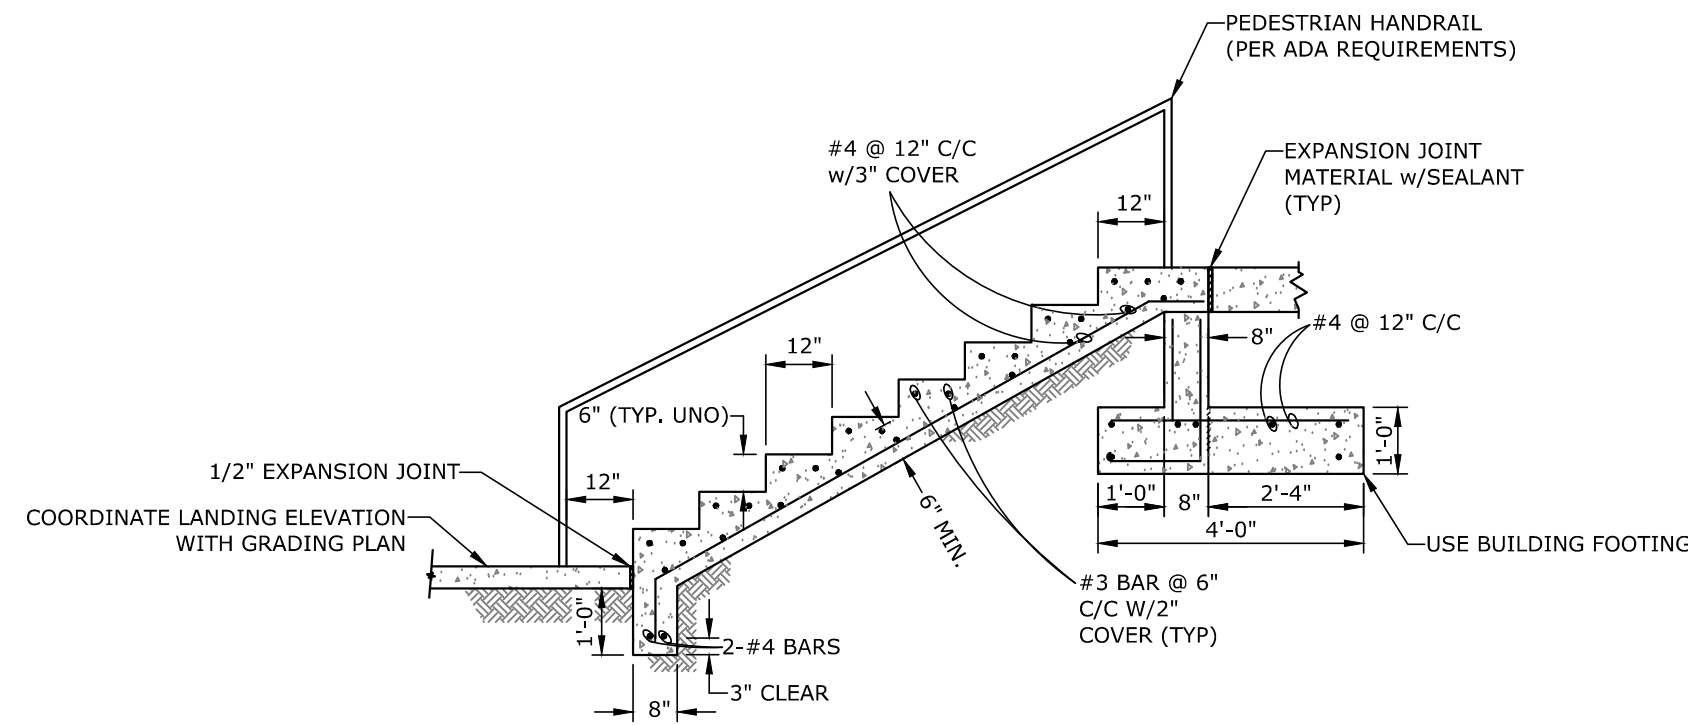 PEDESTRIAN HANDRAIL
(PER ADA REQUIREMENTS)
#4 @ 12" C/C
w/3" COVER
EXPANSION JOINT
MATERIAL w/SEALANT
(TYP)
12"
#4 @ 12" C/C
8"
12"
6" (TYP. UNO)
1/2" EXPANSION JOINT
12"
COORDINATE LANDING ELEVATION
WITH GRADING PLAN
6" MIN.
1'-0"
1'-0"
8"
2'-4"
4'-0"
USE BUILDING FOOTING
#3 BAR @ 6"
C/C W/2"
COVER (TYP)
1'-0"
2-#4 BARS
3" CLEAR
8"